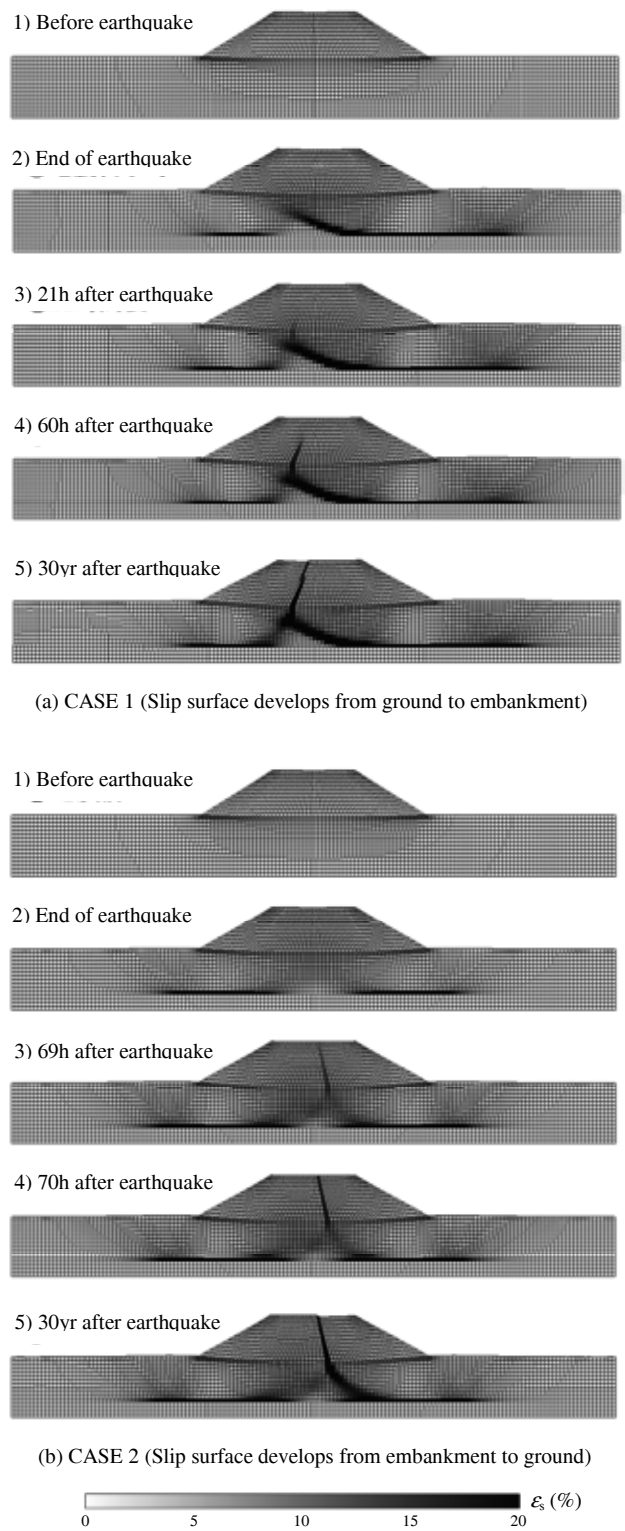 1) Before earthquake
2) End of earthquake
3) 21h after earthquake
4) 60h after earthquake
5) 30yr after earthquake
(a) CASE 1 (Slip surface develops from ground to embankment)
1) Before earthquake
2) End of earthquake
3) 69h after earthquake
4) 70h after earthquake
5) 30yr after earthquake
(b) CASE 2 (Slip surface develops from embankment to ground)
εs (%)
0 5 10 15 20